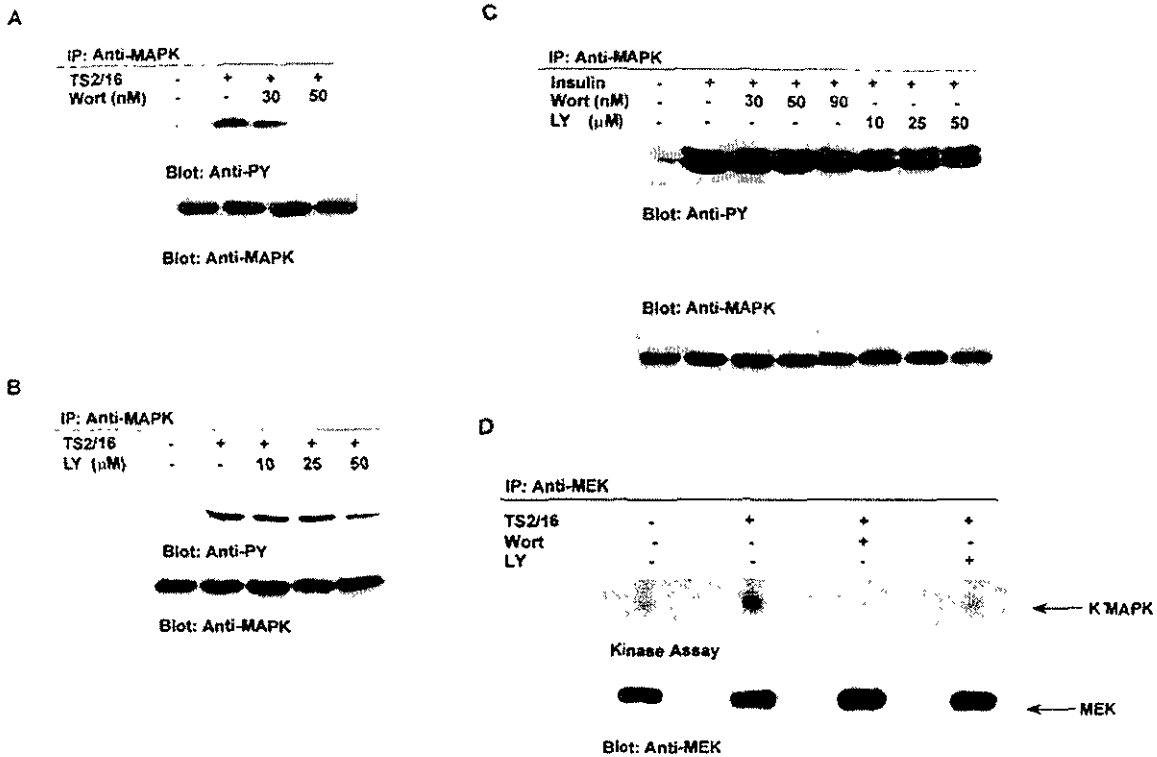 A
IP: Anti-MAPK
TS2/16 - + + +
Wort (nM) - - 30 50
Blot: Anti-PY
Blot: Anti-MAPK
B
IP: Anti-MAPK
TS2/16 - + + + +
LY (μM) - - 10 25 50
Blot: Anti-PY
Blot: Anti-MAPK
C
IP: Anti-MAPK
Insulin - + + + + + + +
Wort (nM) - - 30 50 90 - - -
LY (μM) - - - - - 10 25 50
Blot: Anti-PY
Blot: Anti-MAPK
D
IP: Anti-MEK
TS2/16 - + + +
Wort - - + -
LY - - - +
K-MAPK
Kinase Assay
MEK
Blot: Anti-MEK